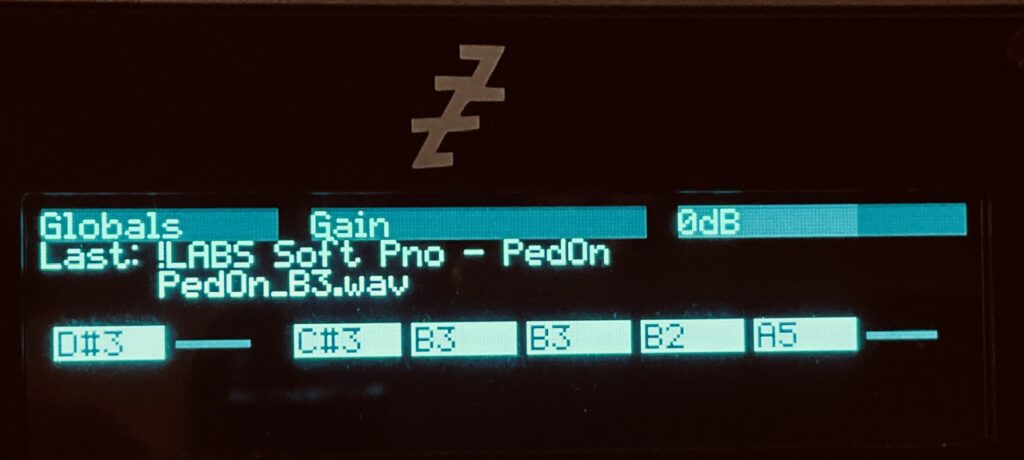 Globals Gain 0dB
Last: !LABS Soft Pno - PedOn
PedOn_B3.wav
D#3 C#3 B3 B3 B2 A5